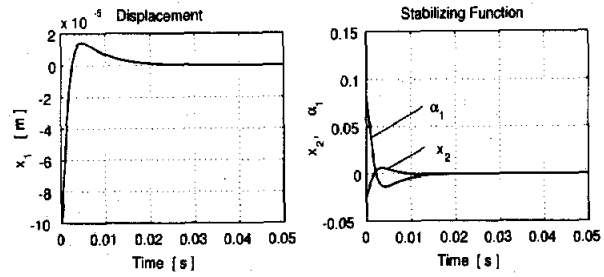 x 10 -5 Displacement
2
0
-2
-4
-6
-8
-10
0 0.01 0.02 0.03 0.04 0.05
x1 [ m ]
Time [ s ]
Stabilizing Function
0.15
0.1
0.05
0
-0.05
0 0.01 0.02 0.03 0.04 0.05
x2, α1
α1
x2
Time [ s ]